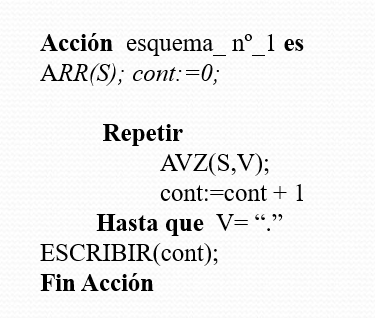 Acción esquema_ nº_1 es
ARR(S); cont:=0;
Repetir
AVZ(S,V);
cont:=cont + 1
Hasta que V= “.”
ESCRIBIR(cont);
Fin Acción